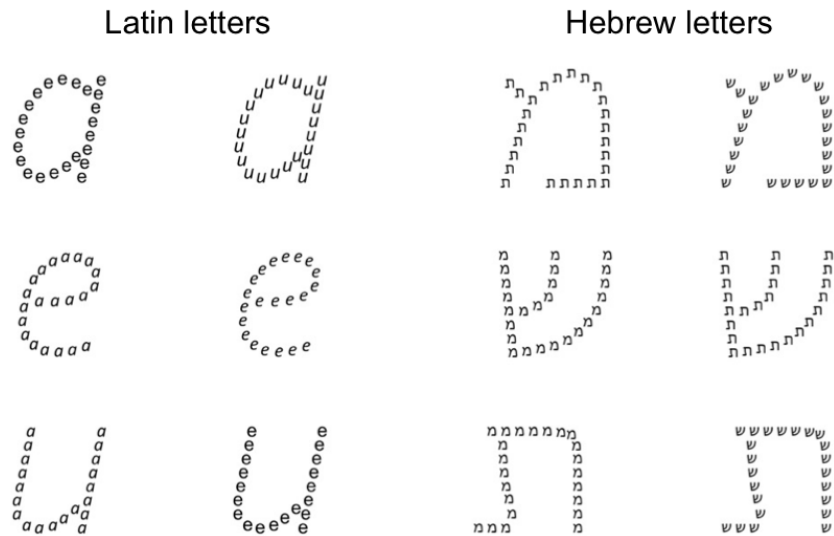 Latin letters
Hebrew letters
a a מ מ
e e ש ש
u u ת ת